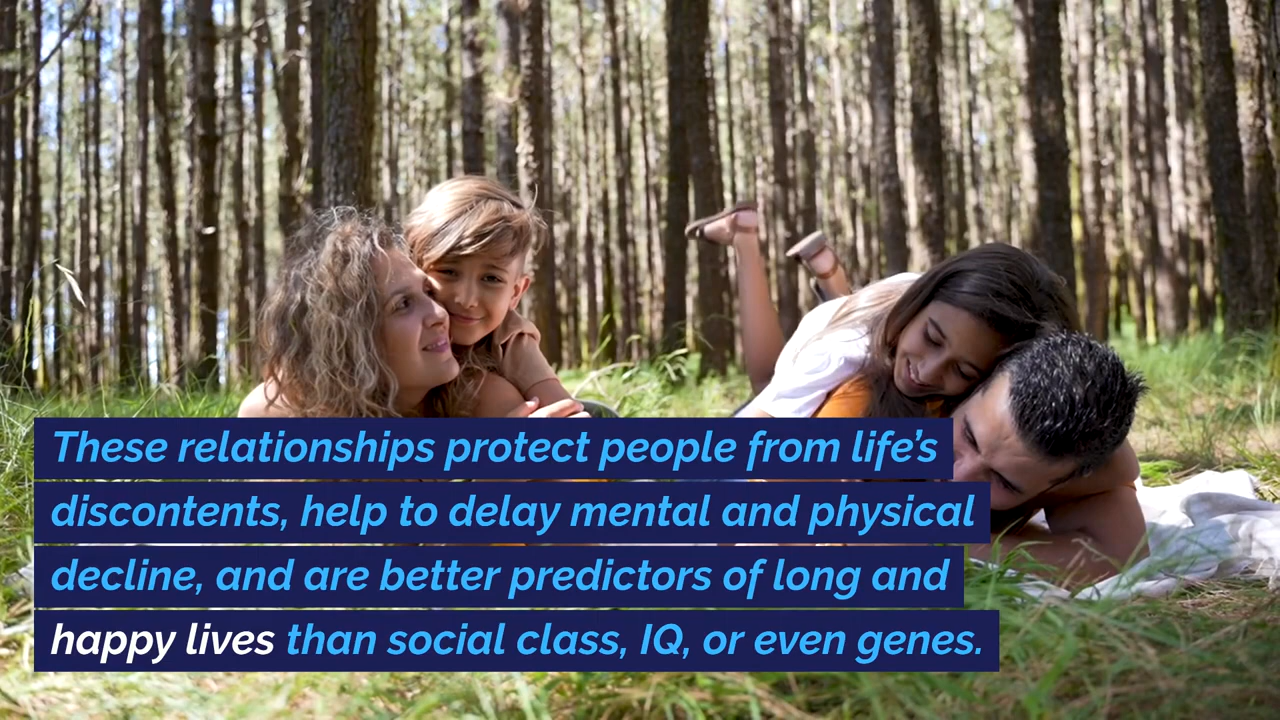 These relationships protect people from life’s
discontents, help to delay mental and physical
decline, and are better predictors of long and
happy lives than social class, IQ, or even genes.